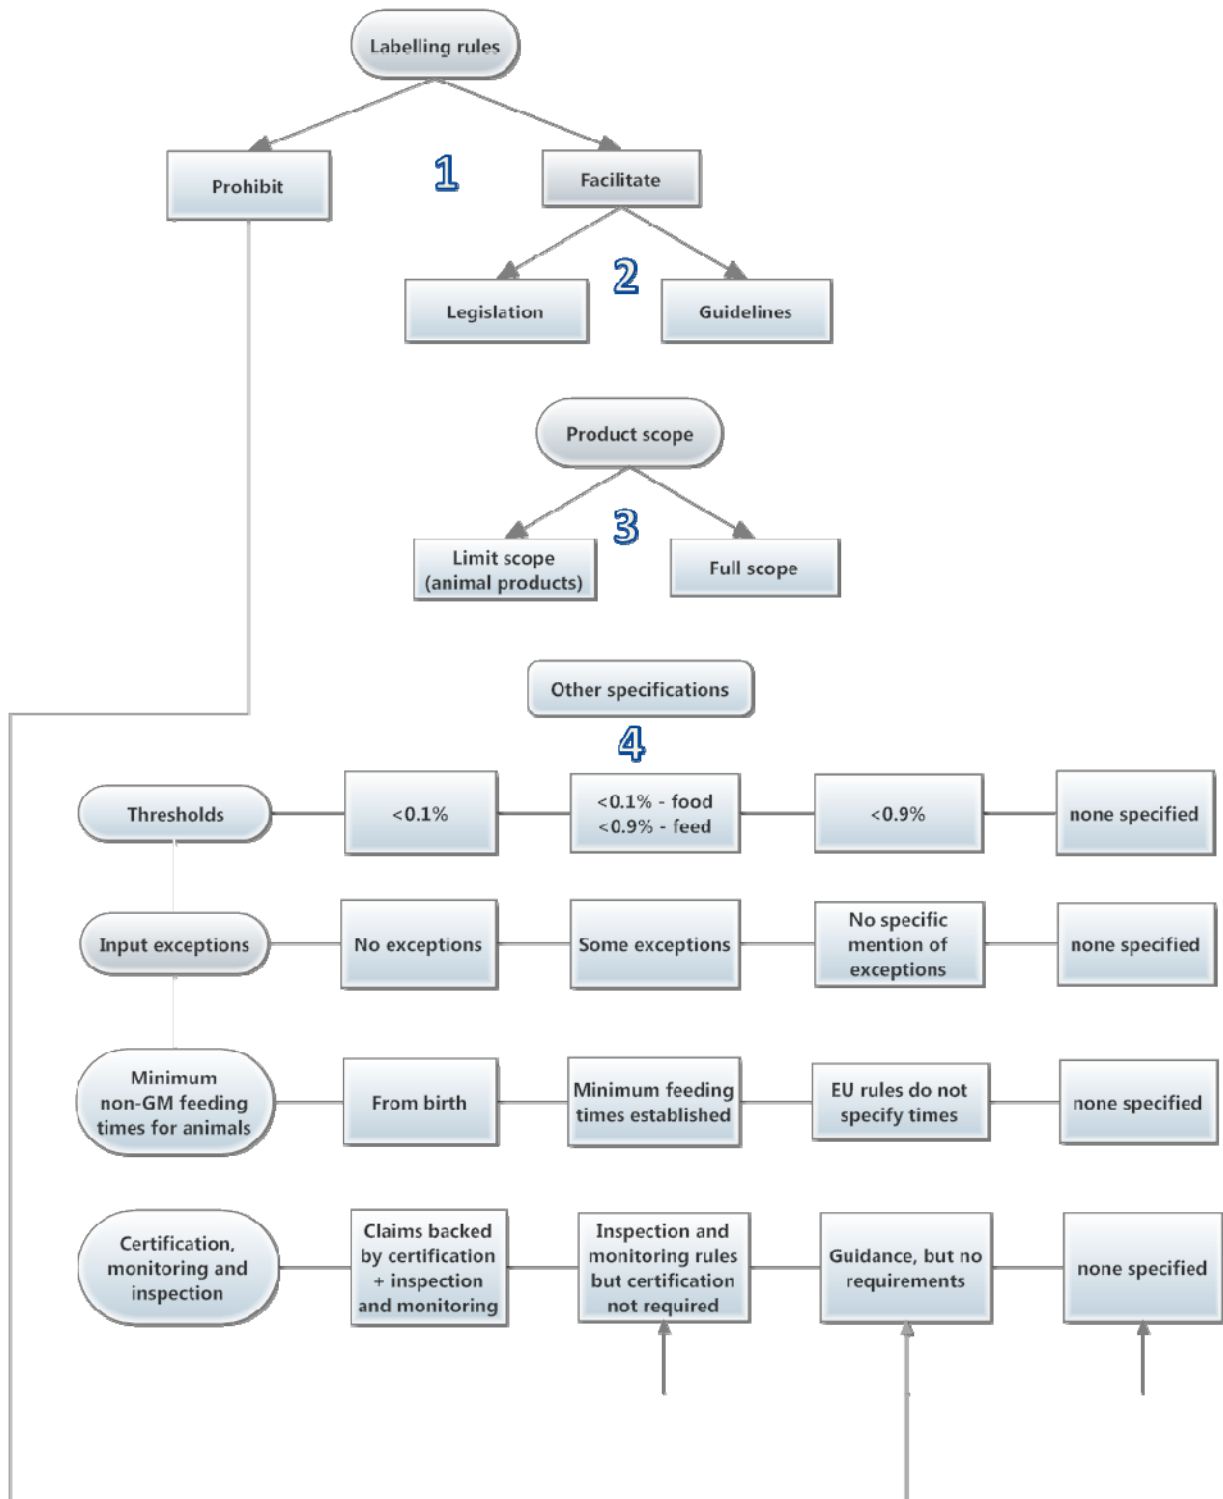 Labelling rules
Prohibit
1
Facilitate
2
Legislation
Guidelines
Product scope
3
Limit scope
(animal products)
Full scope
Other specifications
4
Thresholds
<0.1%
<0.1% - food
<0.9% - feed
<0.9%
none specified
Input exceptions
No exceptions
Some exceptions
No specific
mention of
exceptions
none specified
Minimum
non-GM feeding
times for animals
From birth
Minimum feeding
times established
EU rules do not
specify times
none specified
Certification,
monitoring and
inspection
Claims backed
by certification
+ inspection
and monitoring
Inspection and
monitoring rules
but certification
not required
Guidance, but no
requirements
none specified